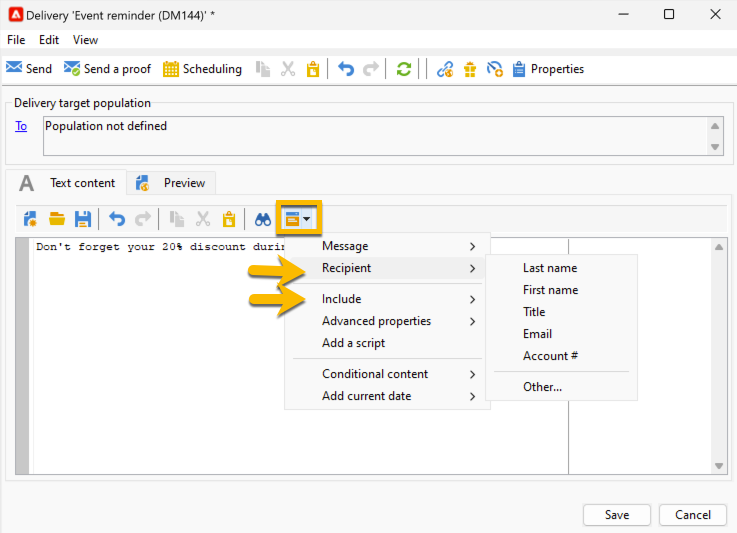 Delivery 'Event reminder (DM144)' *
File Edit View
Send Send a proof Scheduling Properties
Delivery target population
To Population not defined
A Text content Preview
Don't forget your 20% discount durin
Message
Recipient
Include
Advanced properties
Add a script
Conditional content
Add current date
Last name
First name
Title
Email
Account #
Other...
Save Cancel